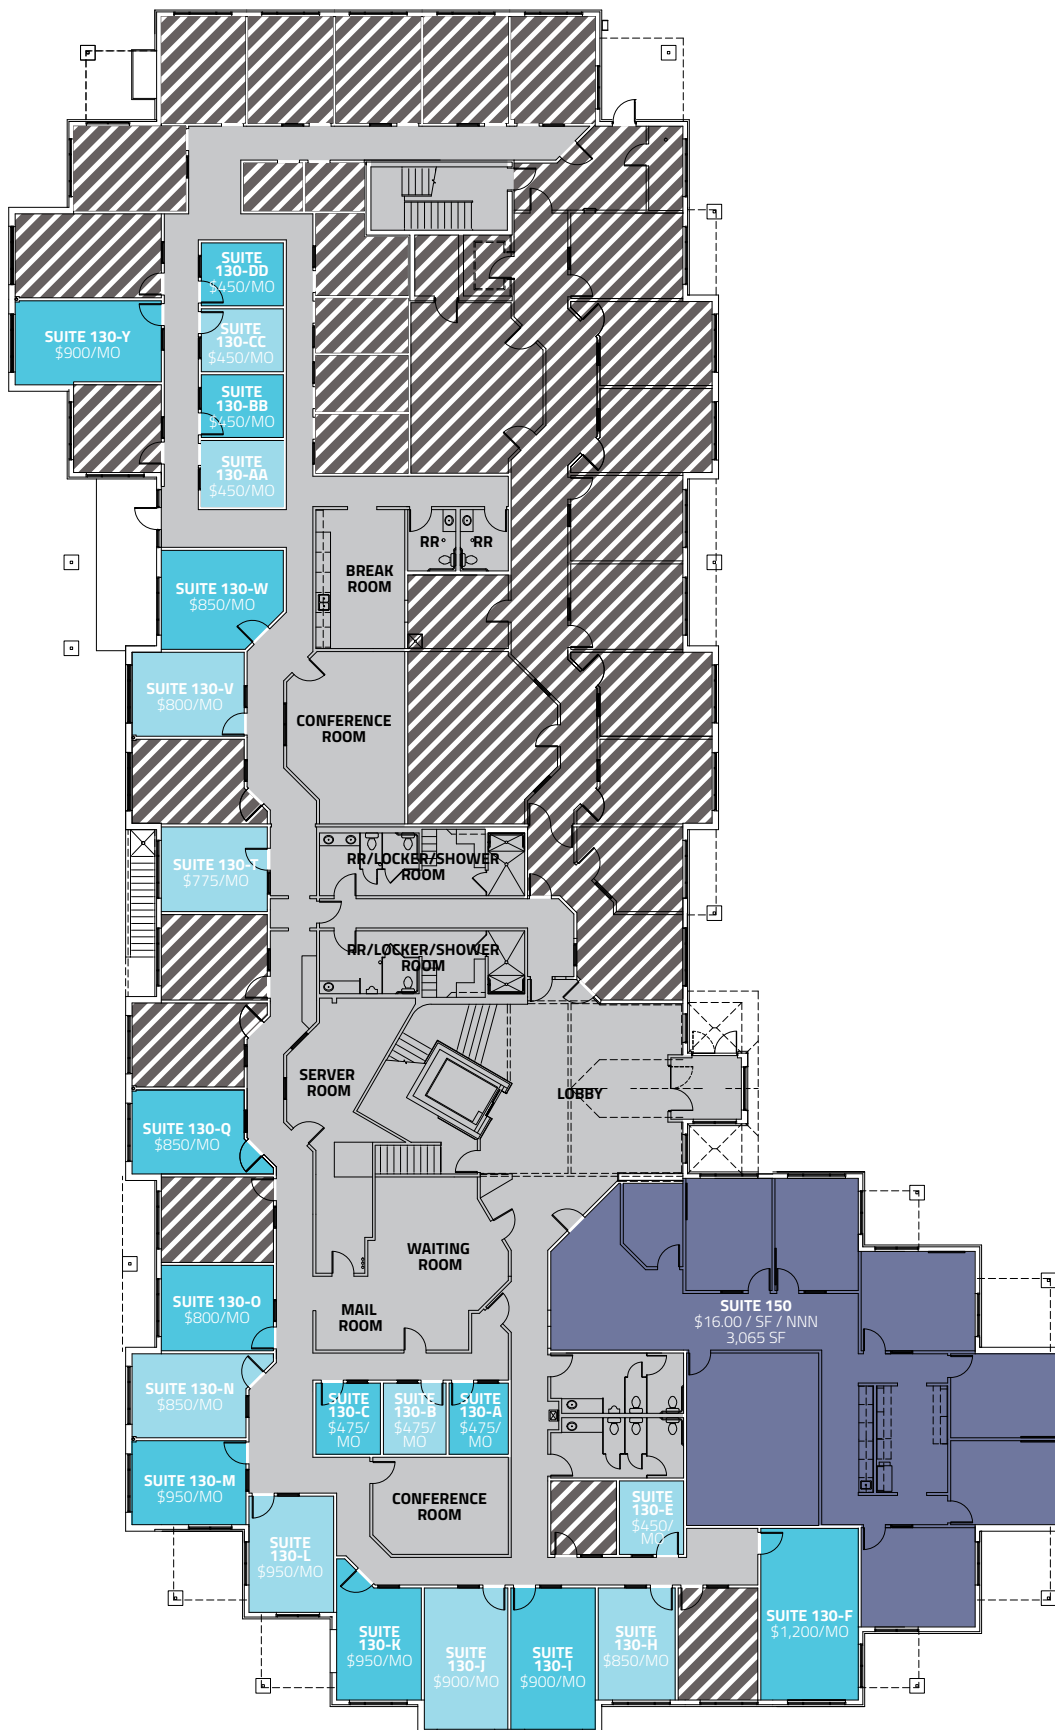 SUITE
130-DD
$450/MO
SUITE
130-CC
$450/MO
SUITE 130-Y
$900/MO
SUITE
130-BB
$450/MO
SUITE
130-AA
$450/MO
RR
RR
BREAK
ROOM
SUITE 130-W
$850/MO
SUITE 130-V
$800/MO
CONFERENCE
ROOM
SUITE 130-T
$775/MO
RR/LOCKER/SHOWER
ROOM
RR/LOCKER/SHOWER
ROOM
SERVER
ROOM
LOBBY
SUITE 130-Q
$850/MO
WAITING
ROOM
SUITE 130-O
$800/MO
MAIL
ROOM
SUITE 150
$16.00 / SF / NNN
3,065 SF
SUITE 130-N
$850/MO
SUITE
130-C
$475/
MO
SUITE
130-B
$475/
MO
SUITE
130-A
$475/
MO
SUITE 130-M
$950/MO
CONFERENCE
ROOM
SUITE
130-E
$450/
MO
SUITE
130-L
$950/MO
SUITE
130-K
$950/MO
SUITE
130-J
$900/MO
SUITE
130-I
$900/MO
SUITE
130-H
$850/MO
SUITE 130-F
$1,200/MO